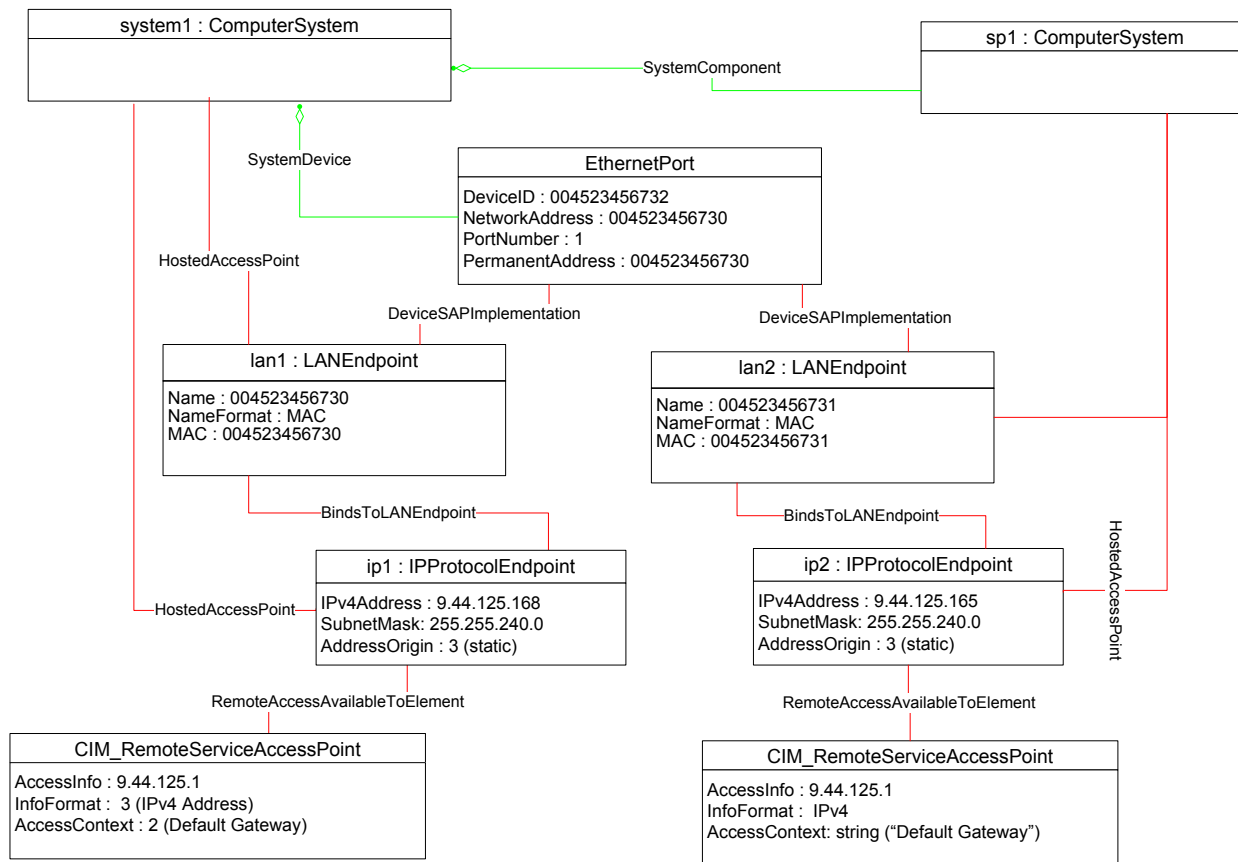 system1 : ComputerSystem
sp1 : ComputerSystem
SystemComponent
SystemDevice
EthernetPort
DeviceID : 004523456732
NetworkAddress : 004523456730
PortNumber : 1
PermanentAddress : 004523456730
HostedAccessPoint
DeviceSAPImplementation
DeviceSAPImplementation
lan1 : LANEndpoint
Name : 004523456730
NameFormat : MAC
MAC : 004523456730
lan2 : LANEndpoint
Name : 004523456731
NameFormat : MAC
MAC : 004523456731
BindsToLANEndpoint
BindsToLANEndpoint
HostedAccessPoint
ip1 : IPProtocolEndpoint
IPv4Address : 9.44.125.168
SubnetMask: 255.255.240.0
AddressOrigin : 3 (static)
HostedAccessPoint
ip2 : IPProtocolEndpoint
IPv4Address : 9.44.125.165
SubnetMask : 255.255.240.0
AddressOrigin : 3 (static)
RemoteAccessAvailableToElement
RemoteAccessAvailableToElement
CIM_RemoteServiceAccessPoint
AccessInfo : 9.44.125.1
InfoFormat : 3 (IPv4 Address)
AccessContext : 2 (Default Gateway)
CIM_RemoteServiceAccessPoint
AccessInfo : 9.44.125.1
InfoFormat : IPv4
AccessContext: string (“Default Gateway”)